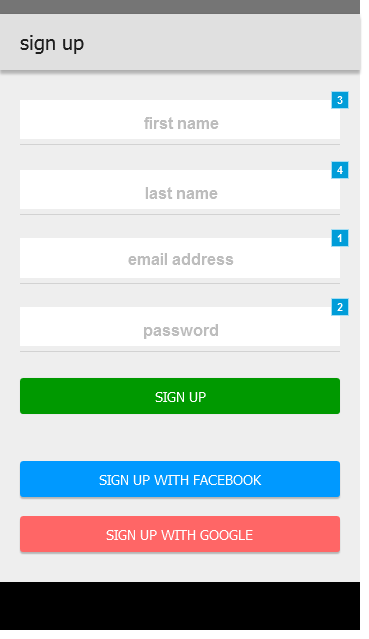 sign up
3
first name
4
last name
1
email address
2
password
SIGN UP
SIGN UP WITH FACEBOOK
SIGN UP WITH GOOGLE